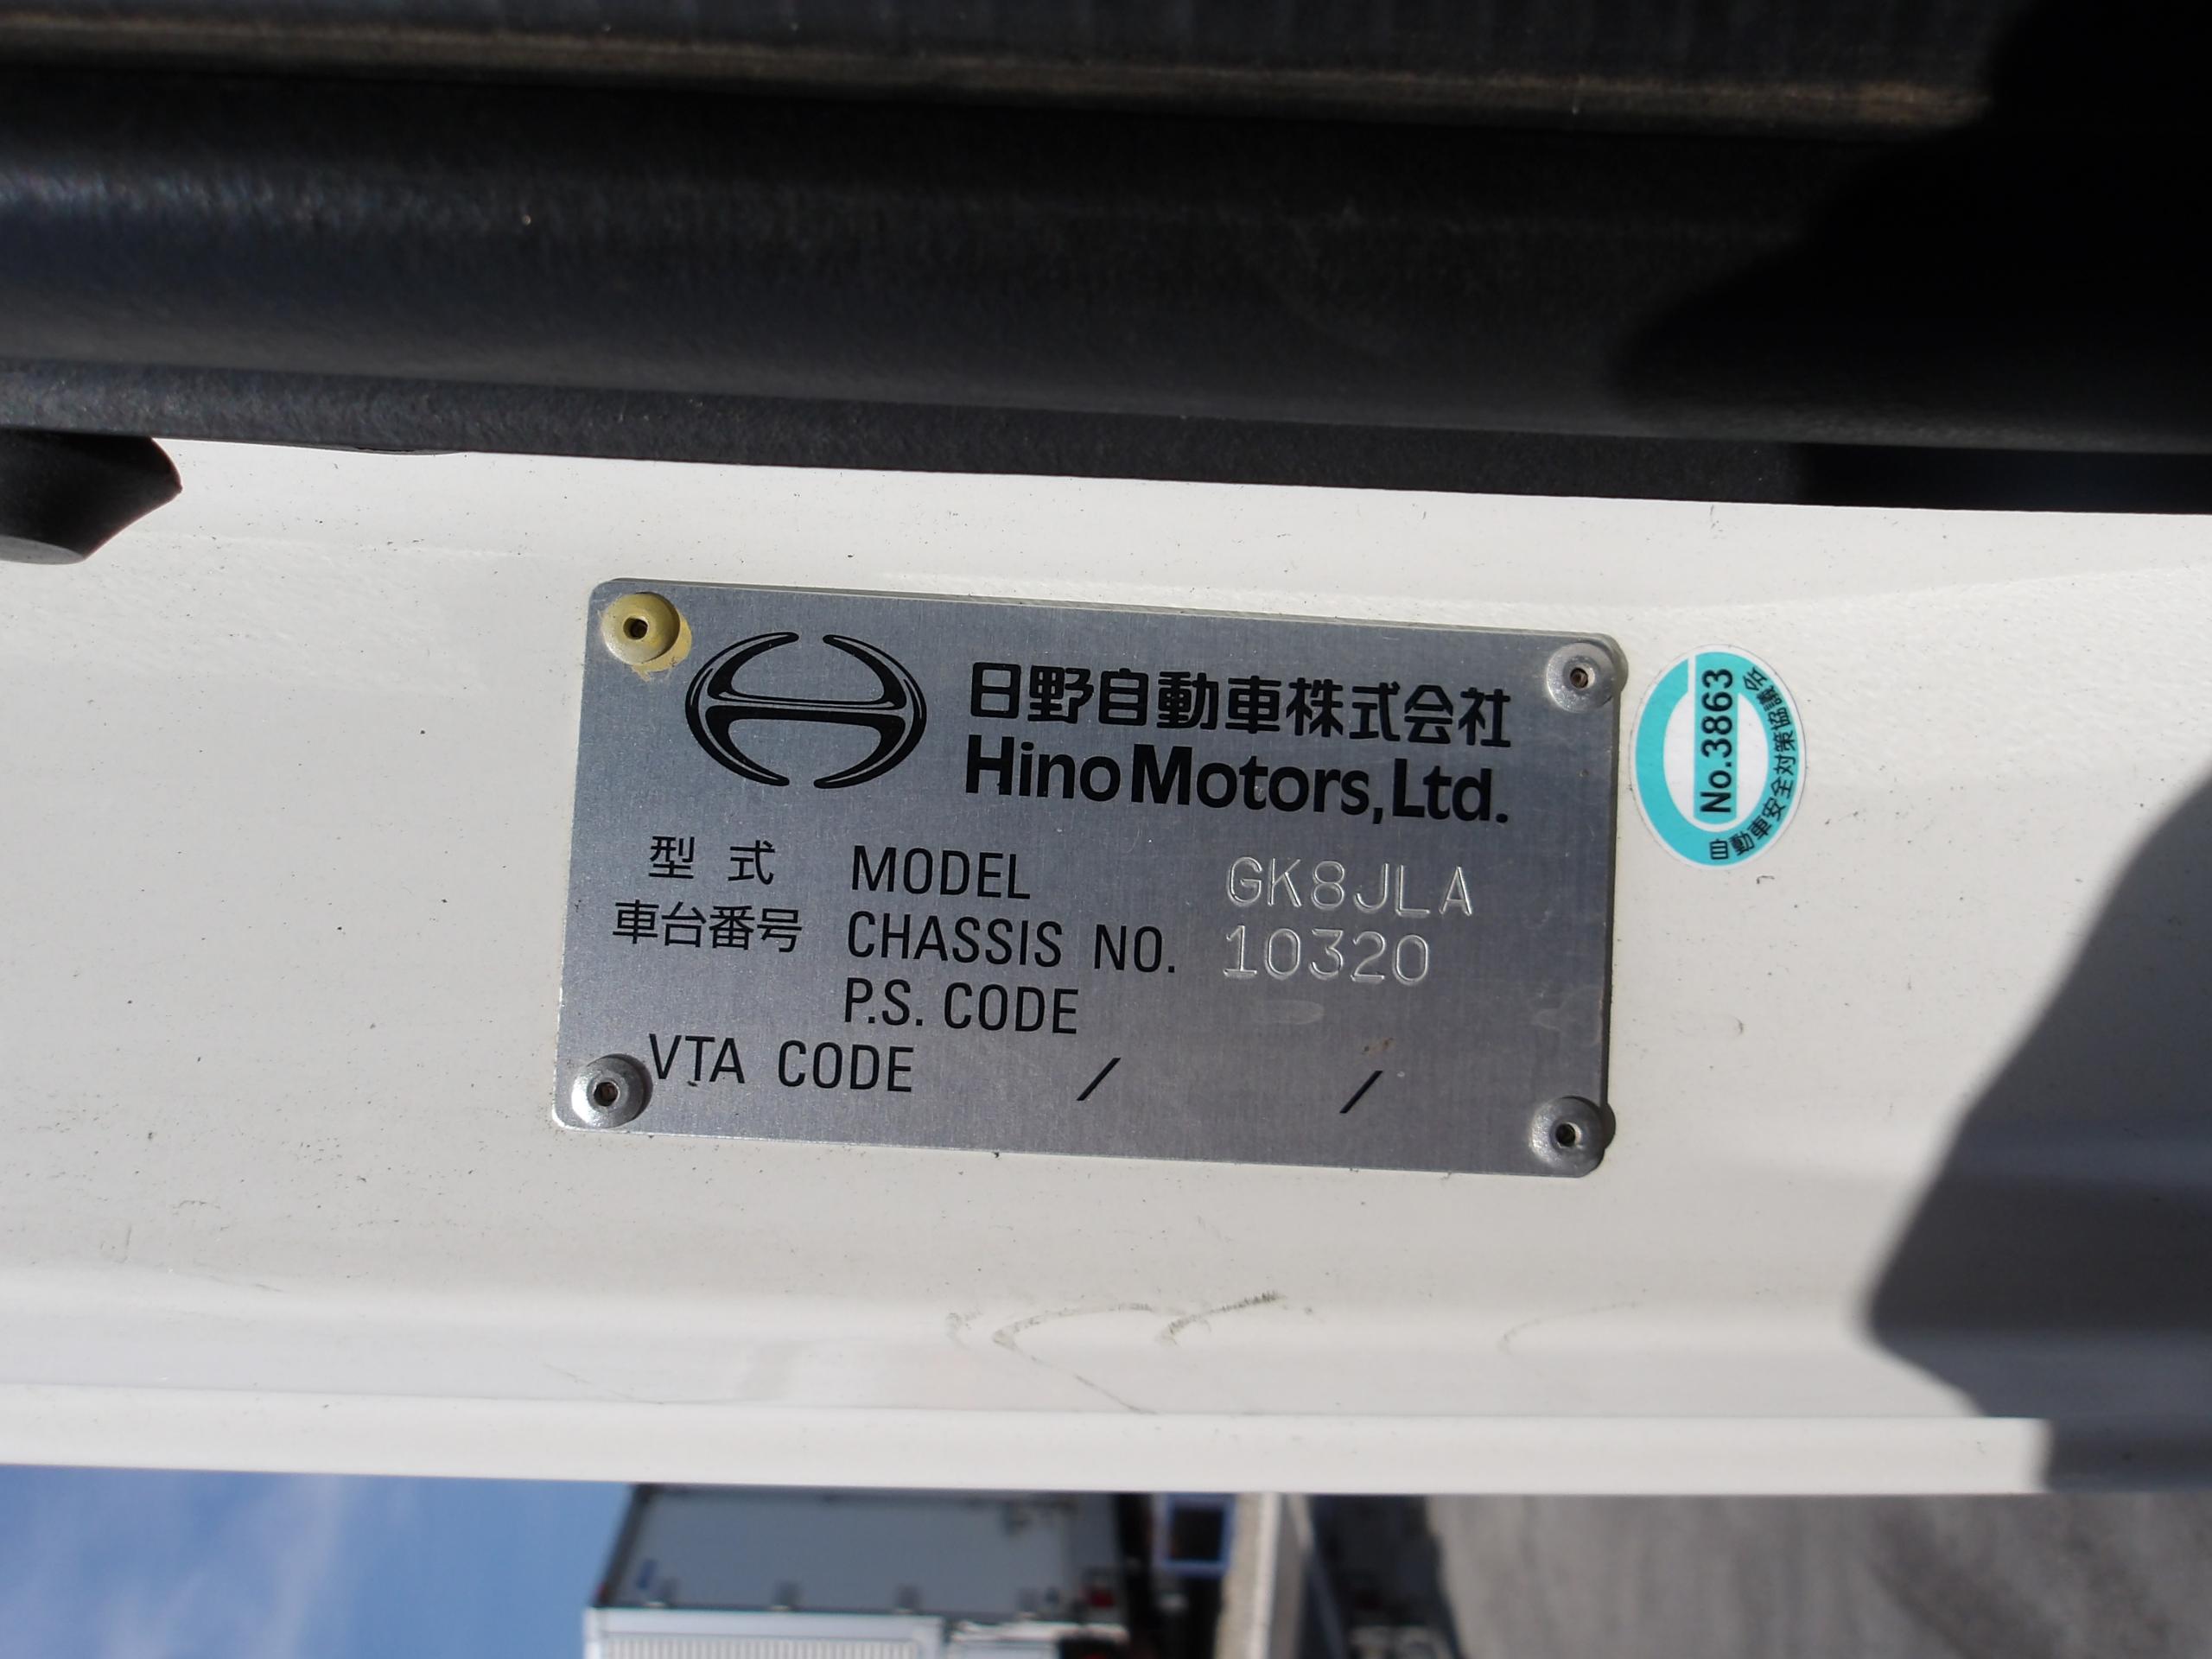 日野自動車株式会社
Hino Motors, Ltd.
型式 MODEL GK8JLA
車台番号 CHASSIS NO. 10320
P.S. CODE
VTA CODE / /
No.3863
自動車安全対策協議会